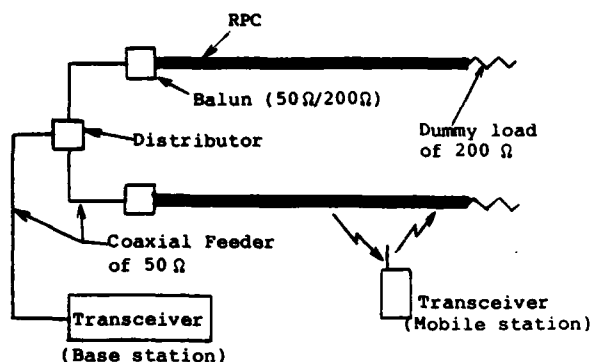 RPC
Balun (50Ω/200Ω)
Distributor
Dummy load
of 200 Ω
Coaxial Feeder
of 50 Ω
Transceiver
(Base station)
Transceiver
(Mobile station)